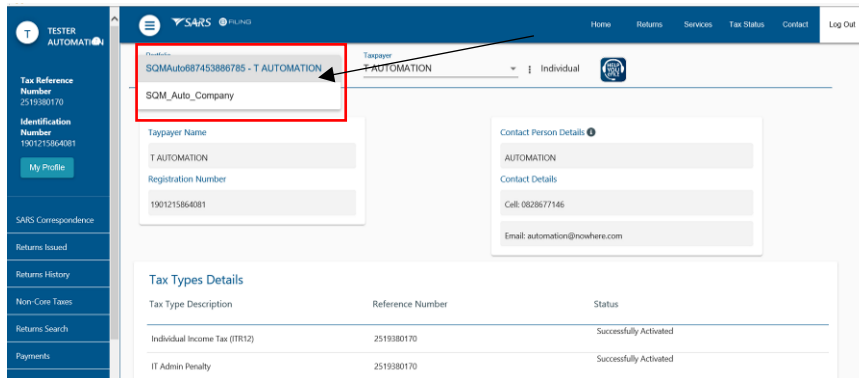 T
TESTER
AUTOMATION
SARS eFILING
Home
Returns
Services
Tax Status
Contact
Log Out
Taxpayer
SQMAuto687453886785 - T AUTOMATION
T AUTOMATION
Individual
HELP YOU
SQM_Auto_Company
Tax Reference
Number
2519380170
Identification
Number
1901215864081
My Profile
SARS Correspondence
Returns Issued
Returns History
Non-Core Taxes
Returns Search
Payments
Taypayer Name
T AUTOMATION
Registration Number
1901215864081
Contact Person Details
AUTOMATION
Contact Details
Cell: 0828677146
Email: automation@nowhere.com
Tax Types Details
Tax Type Description
Reference Number
Status
Individual Income Tax (ITR12)
2519380170
Successfully Activated
IT Admin Penalty
2519380170
Successfully Activated